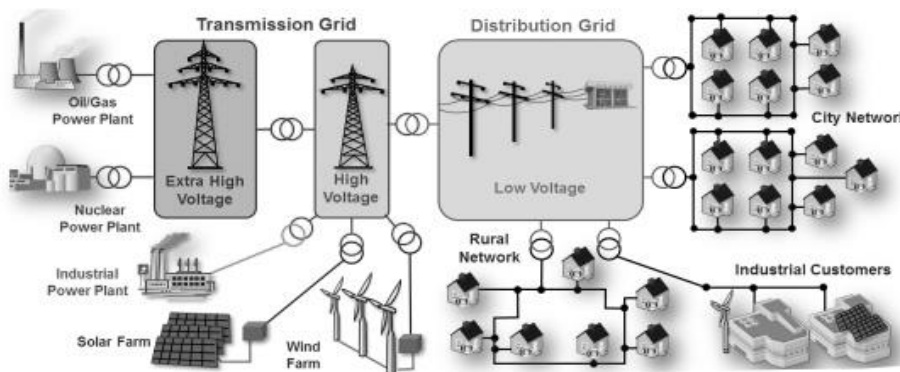 Transmission Grid
Distribution Grid
Oil/Gas
Power Plant
Extra High
Voltage
High
Voltage
Low Voltage
City Network
Nuclear
Power Plant
Rural
Network
Industrial
Power Plant
Industrial Customers
Solar Farm
Wind
Farm